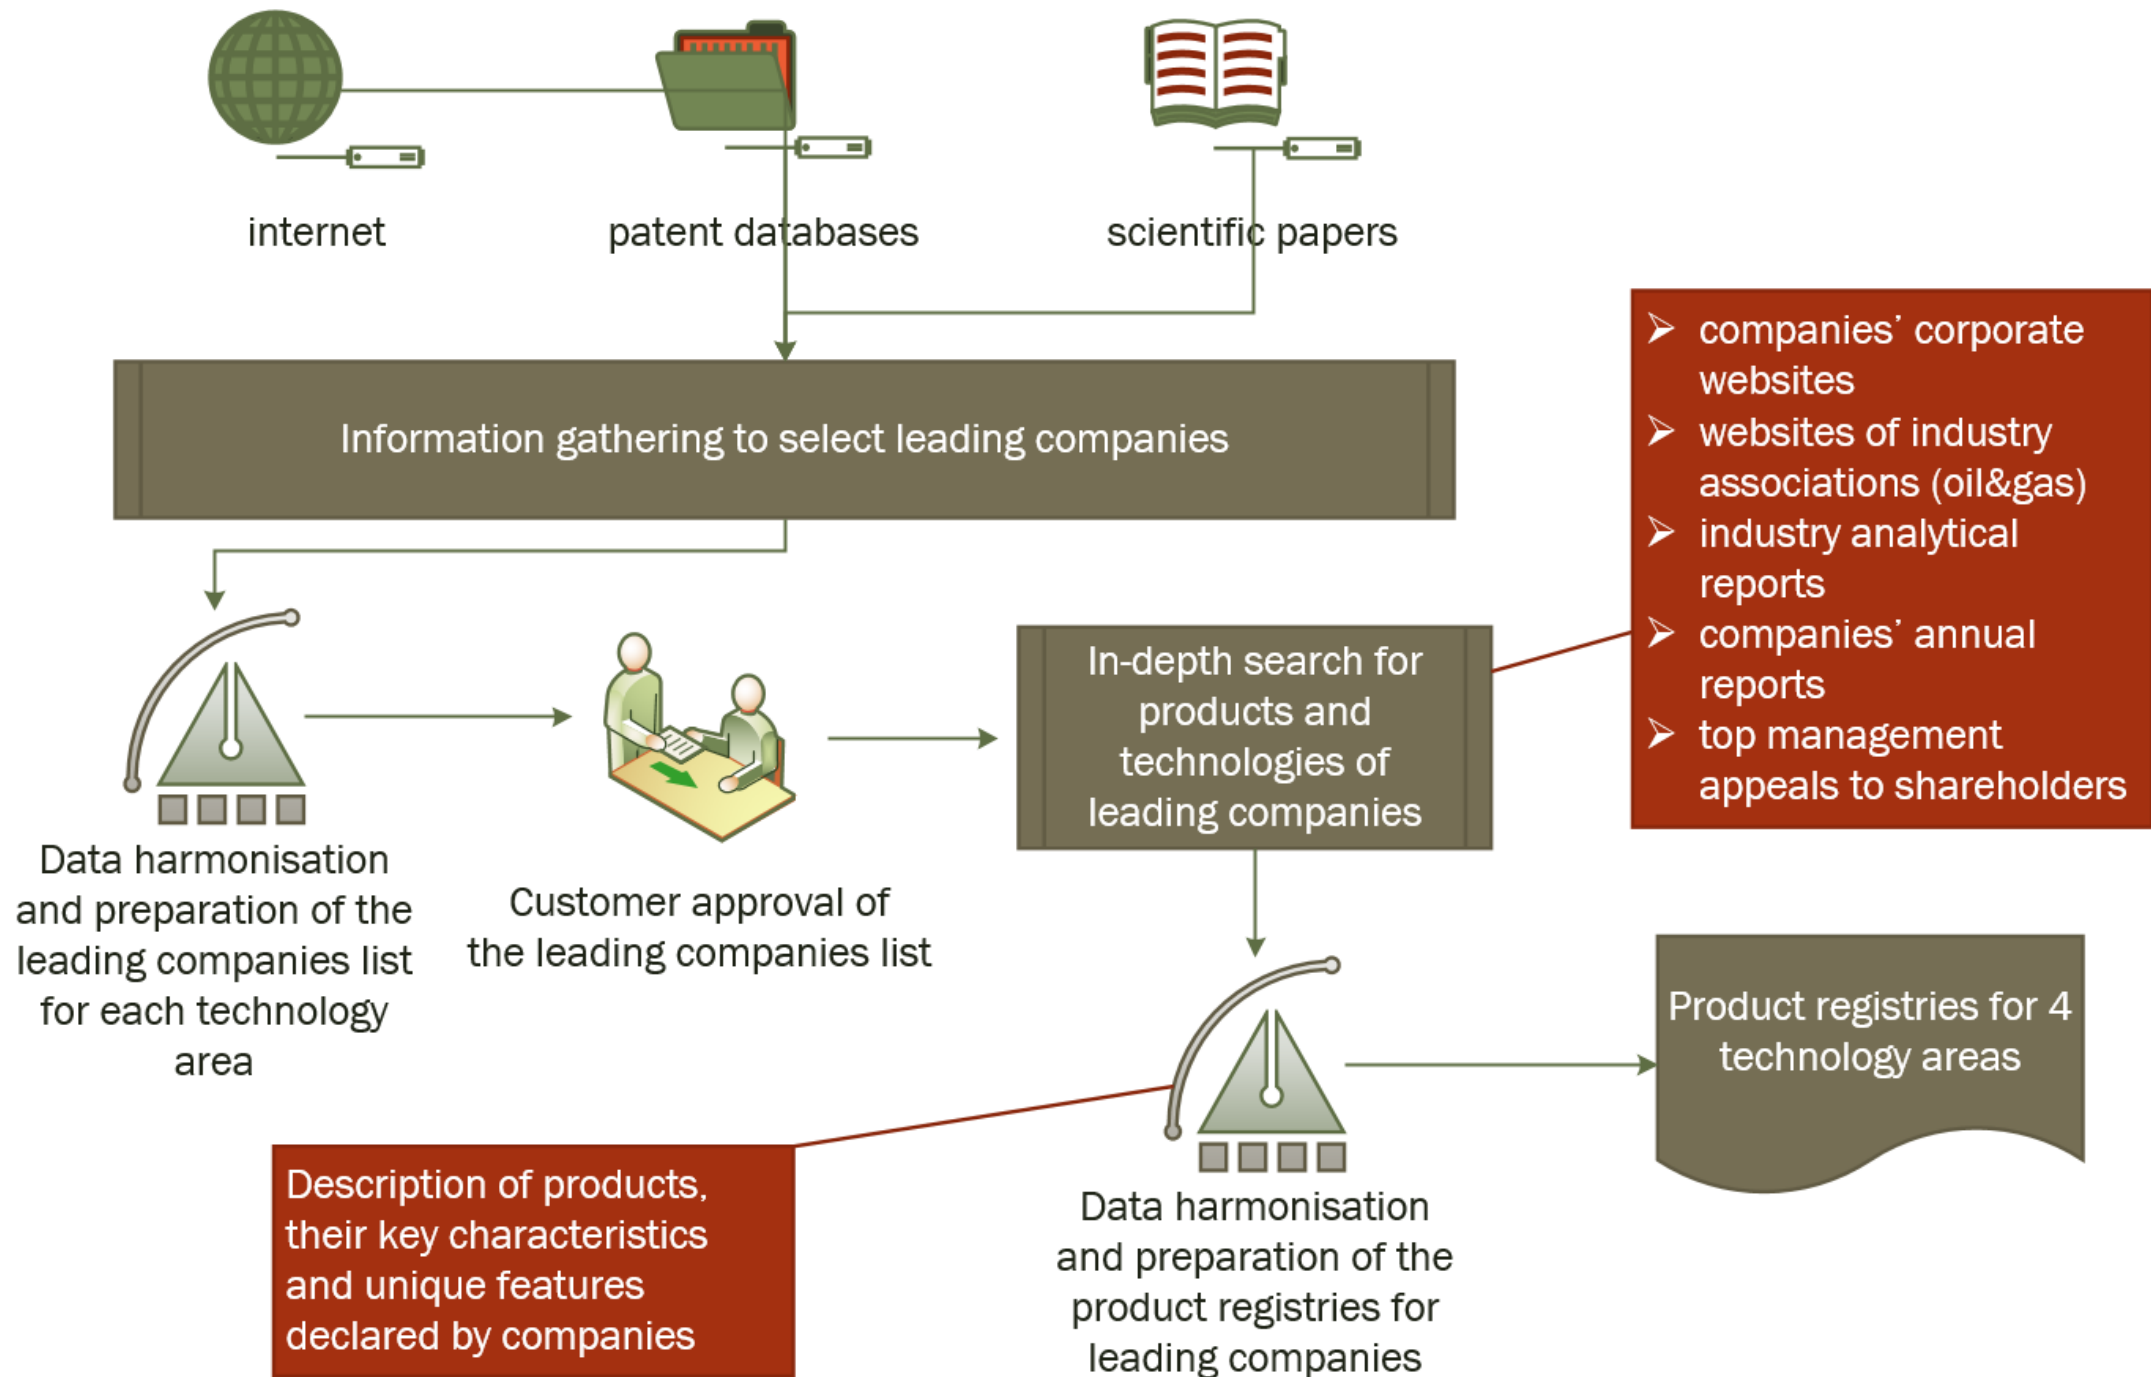 internet
patent databases
scientific papers
Information gathering to select leading companies
➢ companies’ corporate
websites
➢ websites of industry
associations (oil&gas)
➢ industry analytical
reports
➢ companies’ annual
reports
➢ top management
appeals to shareholders
Data harmonisation
and preparation of the
leading companies list
for each technology
area
Customer approval of
the leading companies list
In-depth search for
products and
technologies of
leading companies
Description of products,
their key characteristics
and unique features
declared by companies
Data harmonisation
and preparation of the
product registries for
leading companies
Product registries for 4
technology areas